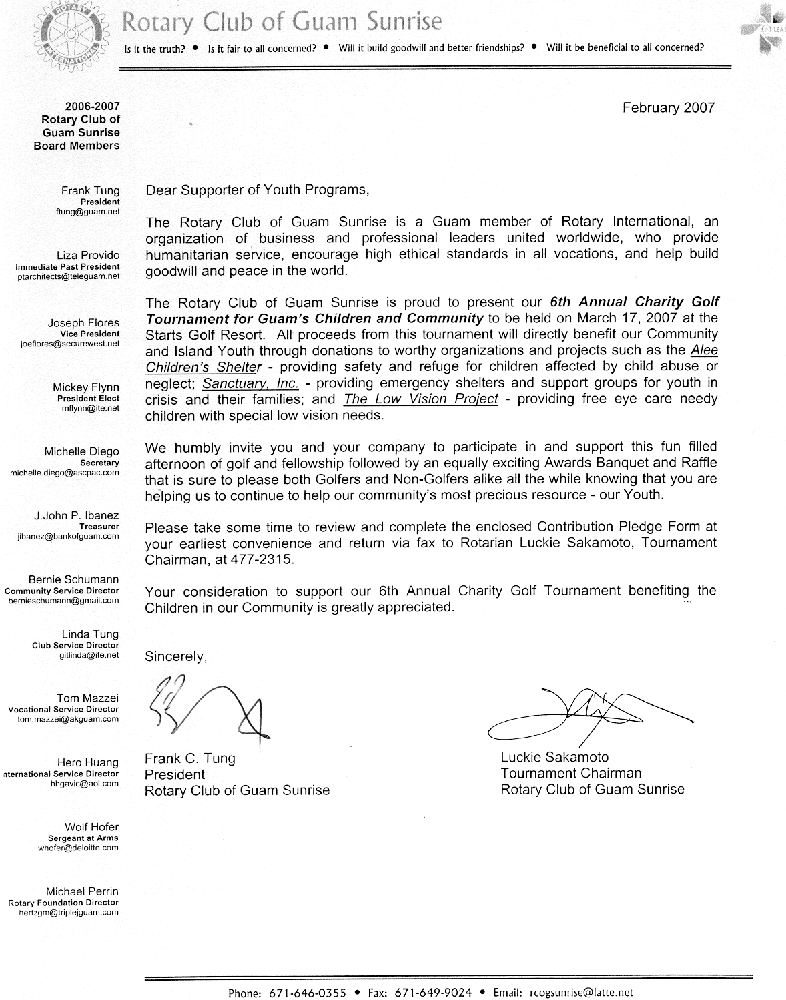 ROTARY
INTERNATIONAL
Rotary Club of Guam Sunrise
Is it the truth? • Is it fair to all concerned? • Will it build goodwill and better friendships? • Will it be beneficial to all concerned?
LEAD
2006-2007
Rotary Club of
Guam Sunrise
Board Members
Frank Tung
President
ftung@guam.net
Liza Provido
Immediate Past President
ptarchitects@teleguam.net
Joseph Flores
Vice President
joeflores@securewest.net
Mickey Flynn
President Elect
mflynn@ite.net
Michelle Diego
Secretary
michelle.diego@ascpac.com
J.John P. Ibanez
Treasurer
jibanez@bankofguam.com
Bernie Schumann
Community Service Director
bernieschumann@gmail.com
Linda Tung
Club Service Director
gitlinda@ite.net
Tom Mazzei
Vocational Service Director
tom.mazzei@akguam.com
Hero Huang
nternational Service Director
hhgavic@aol.com
Wolf Hofer
Sergeant at Arms
whofer@deloitte.com
Michael Perrin
Rotary Foundation Director
hertzgm@triplejguam.com
February 2007
Dear Supporter of Youth Programs,
The Rotary Club of Guam Sunrise is a Guam member of Rotary International, an
organization of business and professional leaders united worldwide, who provide
humanitarian service, encourage high ethical standards in all vocations, and help build
goodwill and peace in the world.
The Rotary Club of Guam Sunrise is proud to present our 6th Annual Charity Golf
Tournament for Guam's Children and Community to be held on March 17, 2007 at the
Starts Golf Resort. All proceeds from this tournament will directly benefit our Community
and Island Youth through donations to worthy organizations and projects such as the Alee
Children's Shelter - providing safety and refuge for children affected by child abuse or
neglect; Sanctuary, Inc. - providing emergency shelters and support groups for youth in
crisis and their families; and The Low Vision Project - providing free eye care needy
children with special low vision needs.
We humbly invite you and your company to participate in and support this fun filled
afternoon of golf and fellowship followed by an equally exciting Awards Banquet and Raffle
that is sure to please both Golfers and Non-Golfers alike all the while knowing that you are
helping us to continue to help our community's most precious resource - our Youth.
Please take some time to review and complete the enclosed Contribution Pledge Form at
your earliest convenience and return via fax to Rotarian Luckie Sakamoto, Tournament
Chairman, at 477-2315.
Your consideration to support our 6th Annual Charity Golf Tournament benefiting the
Children in our Community is greatly appreciated.
Sincerely,
Frank C. Tung
President
Rotary Club of Guam Sunrise
Luckie Sakamoto
Tournament Chairman
Rotary Club of Guam Sunrise
Phone: 671-646-0355 • Fax: 671-649-9024 • Email: rcogsunrise@latte.net